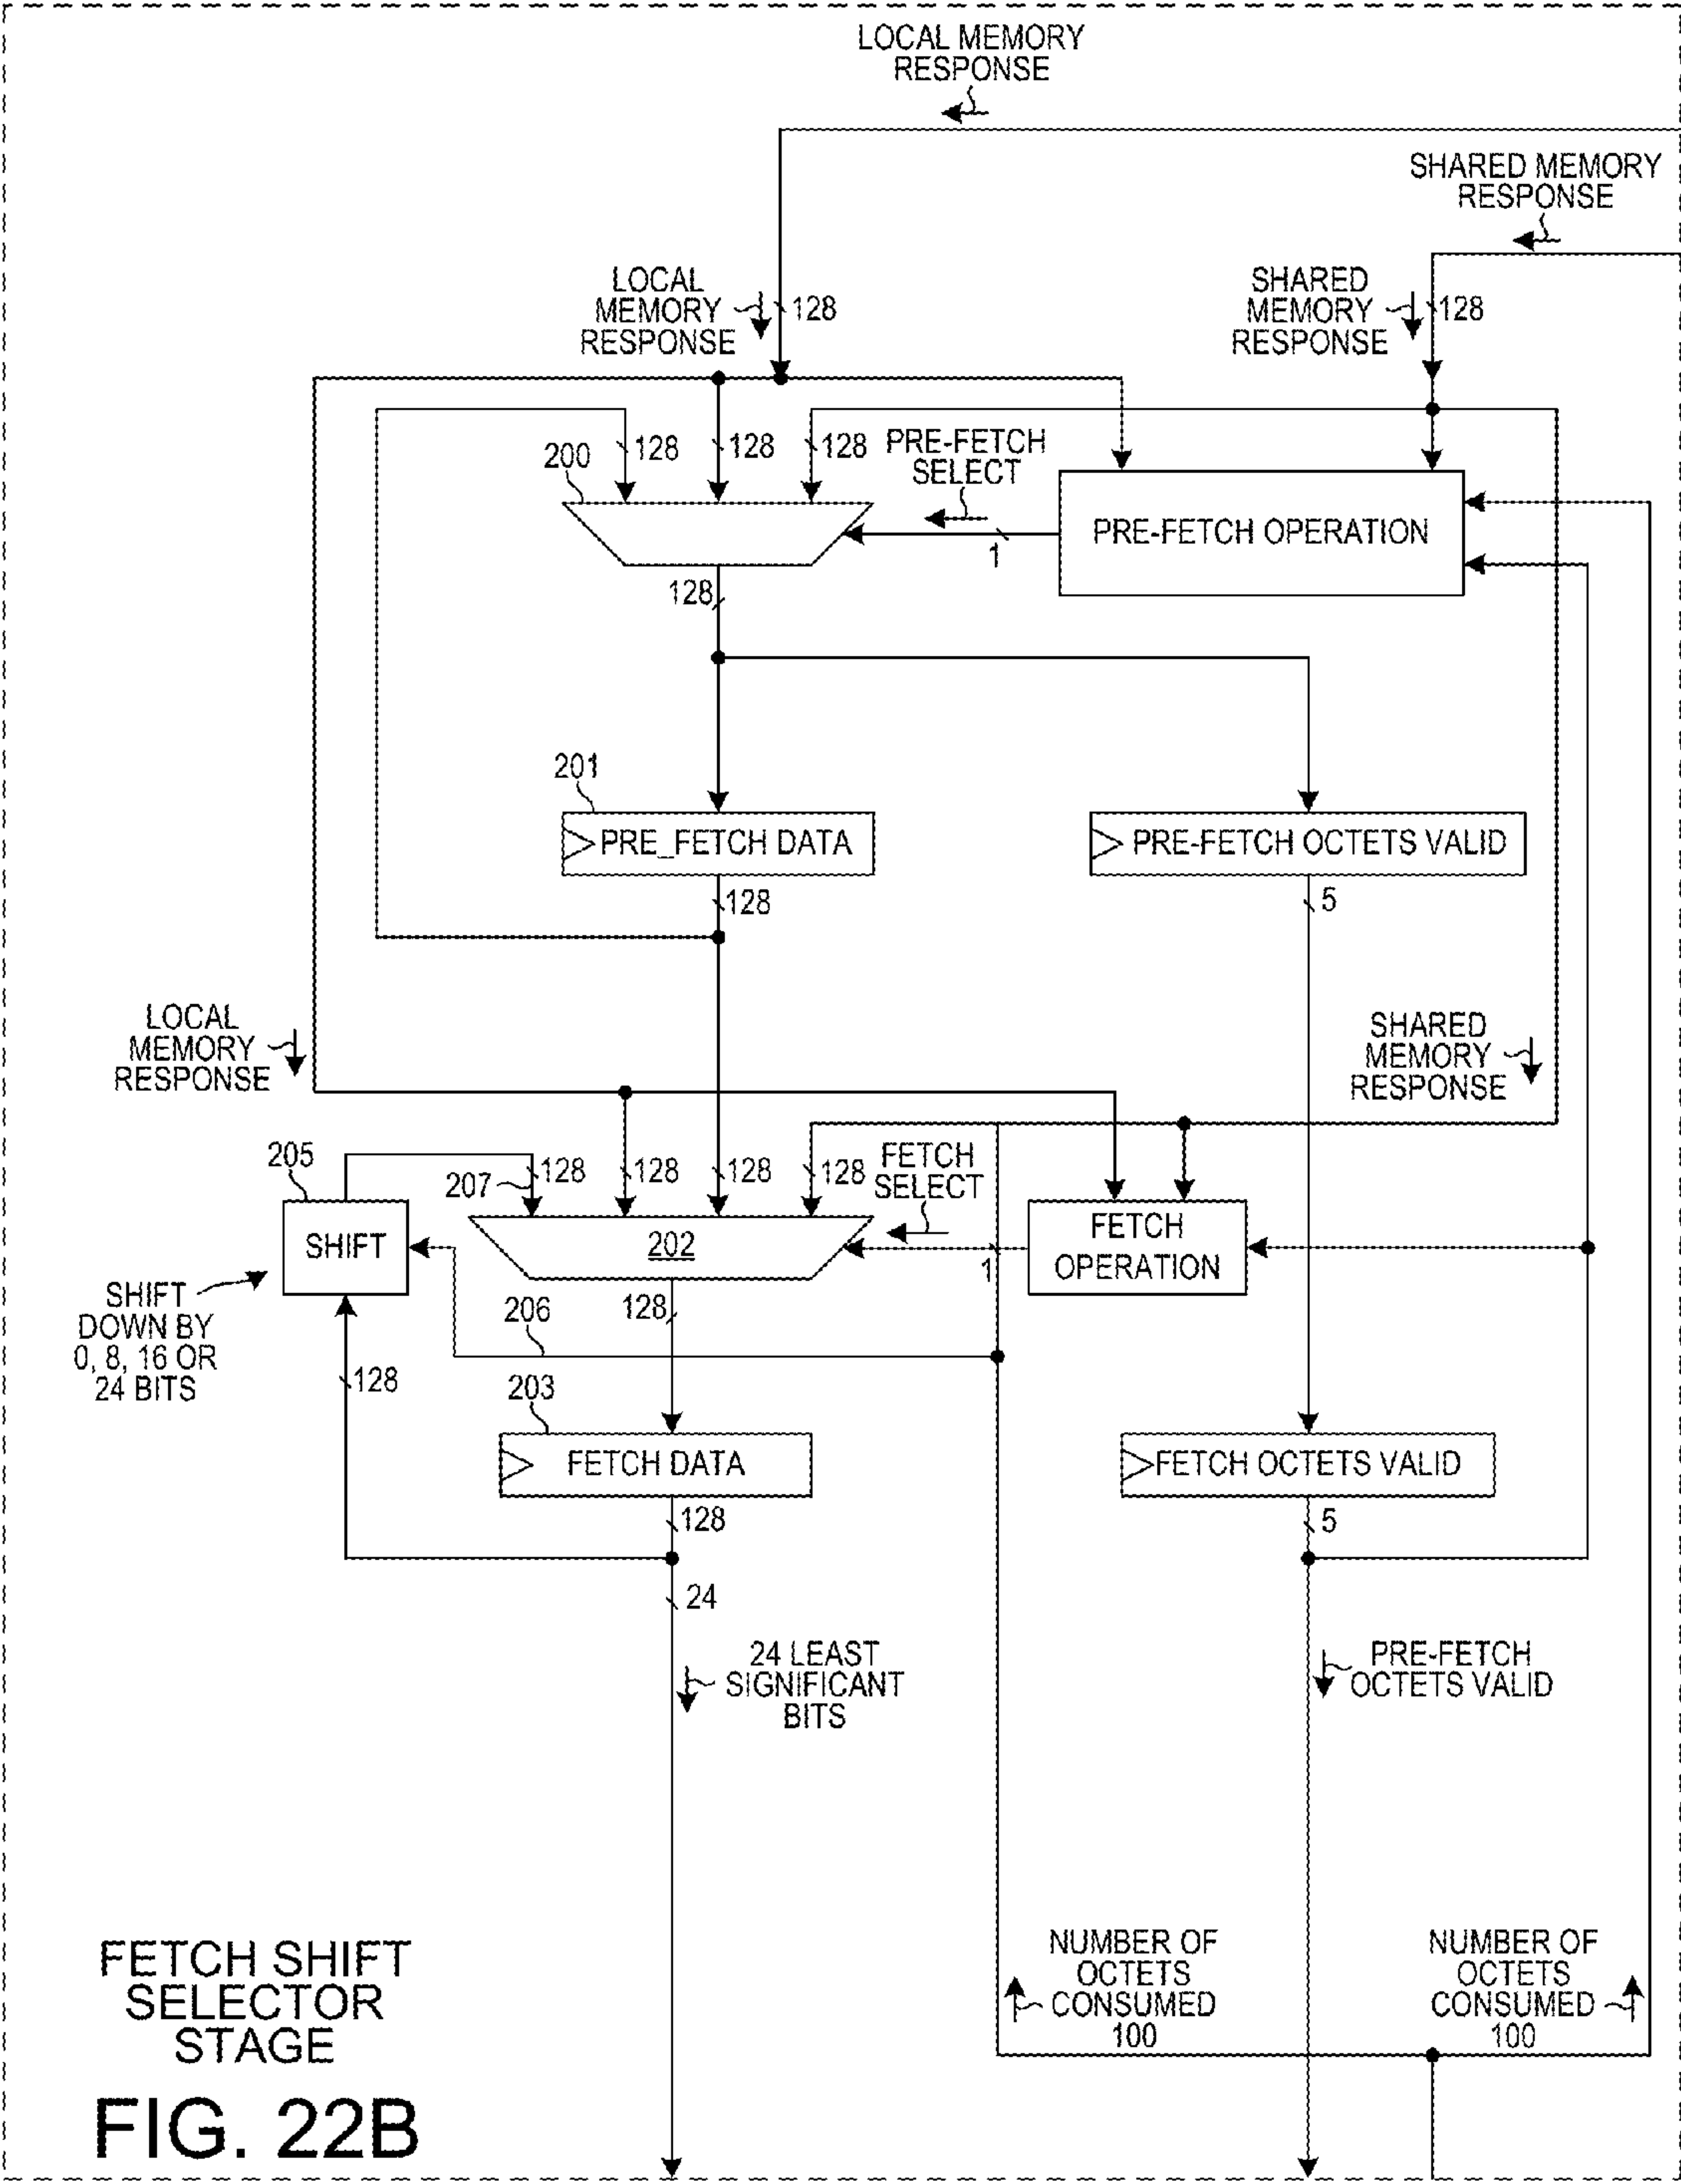 LOCAL MEMORY
RESPONSE
SHARED MEMORY
RESPONSE
LOCAL
MEMORY
RESPONSE
128
SHARED
MEMORY
RESPONSE
128
200
128
128
128
PRE-FETCH
SELECT
1
PRE-FETCH OPERATION
128
201
PRE_FETCH DATA
PRE-FETCH OCTETS VALID
128
5
LOCAL
MEMORY
RESPONSE
SHARED
MEMORY
RESPONSE
205
207
128
128
128
128
FETCH
SELECT
SHIFT
202
1
FETCH
OPERATION
SHIFT
DOWN BY
0, 8, 16 OR
24 BITS
206
128
128
203
FETCH DATA
FETCH OCTETS VALID
128
5
24
24 LEAST
SIGNIFICANT
BITS
PRE-FETCH
OCTETS VALID
NUMBER OF
OCTETS
CONSUMED
100
NUMBER OF
OCTETS
CONSUMED
100
FETCH SHIFT
SELECTOR
STAGE
FIG. 22B